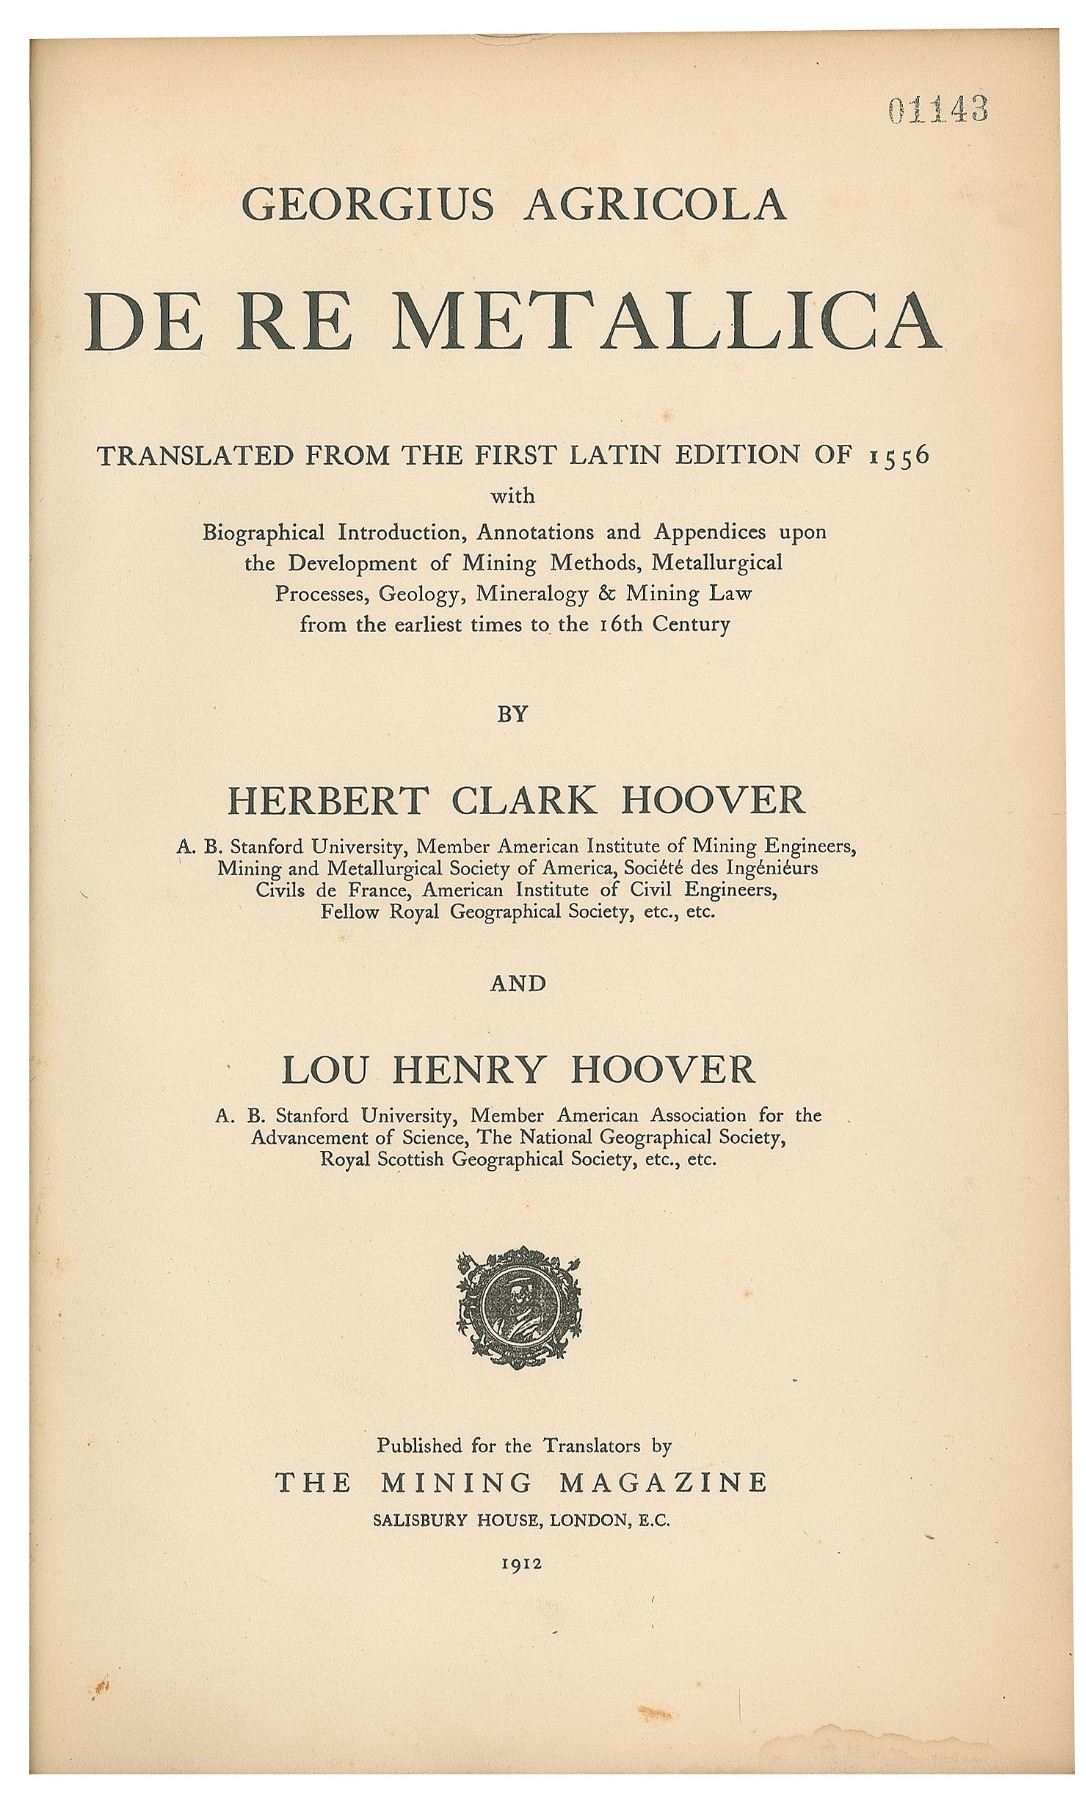 01143
GEORGIUS AGRICOLA
DE RE METALLICA
TRANSLATED FROM THE FIRST LATIN EDITION OF 1556
with
Biographical Introduction, Annotations and Appendices upon
the Development of Mining Methods, Metallurgical
Processes, Geology, Mineralogy & Mining Law
from the earliest times to the 16th Century
BY
HERBERT CLARK HOOVER
A. B. Stanford University, Member American Institute of Mining Engineers,
Mining and Metallurgical Society of America, Société des Ingéniéurs
Civils de France, American Institute of Civil Engineers,
Fellow Royal Geographical Society, etc., etc.
AND
LOU HENRY HOOVER
A. B. Stanford University, Member American Association for the
Advancement of Science, The National Geographical Society,
Royal Scottish Geographical Society, etc., etc.
Published for the Translators by
THE MINING MAGAZINE
SALISBURY HOUSE, LONDON, E.C.
1912